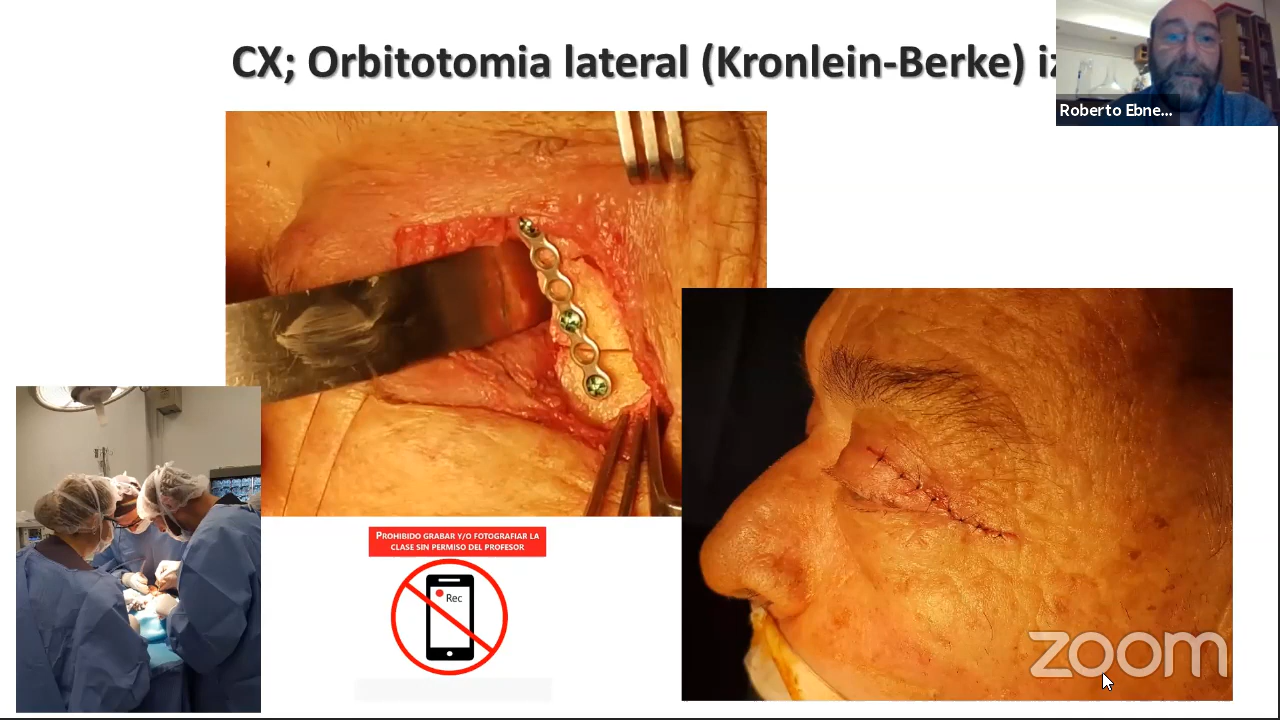 CX; Orbitotomia lateral (Kronlein-Berke) iz
Roberto Ebne...
PROHIBIDO GRABAR Y/O FOTOGRAFIAR LA
CLASE SIN PERMISO DEL PROFESOR
Rec
zoom